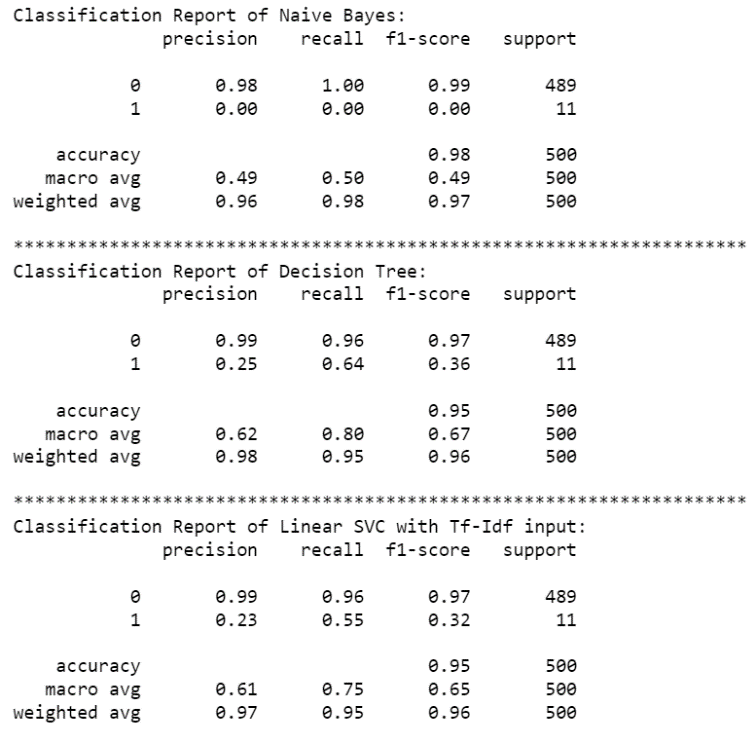 Classification Report of Naive Bayes:
precision recall f1-score support
0 0.98 1.00 0.99 489
1 0.00 0.00 0.00 11
accuracy 0.98 500
macro avg 0.49 0.50 0.49 500
weighted avg 0.96 0.98 0.97 500
*********************************************************************
Classification Report of Decision Tree:
precision recall f1-score support
0 0.99 0.96 0.97 489
1 0.25 0.64 0.36 11
accuracy 0.95 500
macro avg 0.62 0.80 0.67 500
weighted avg 0.98 0.95 0.96 500
*********************************************************************
Classification Report of Linear SVC with Tf-Idf input:
precision recall f1-score support
0 0.99 0.96 0.97 489
1 0.23 0.55 0.32 11
accuracy 0.95 500
macro avg 0.61 0.75 0.65 500
weighted avg 0.97 0.95 0.96 500